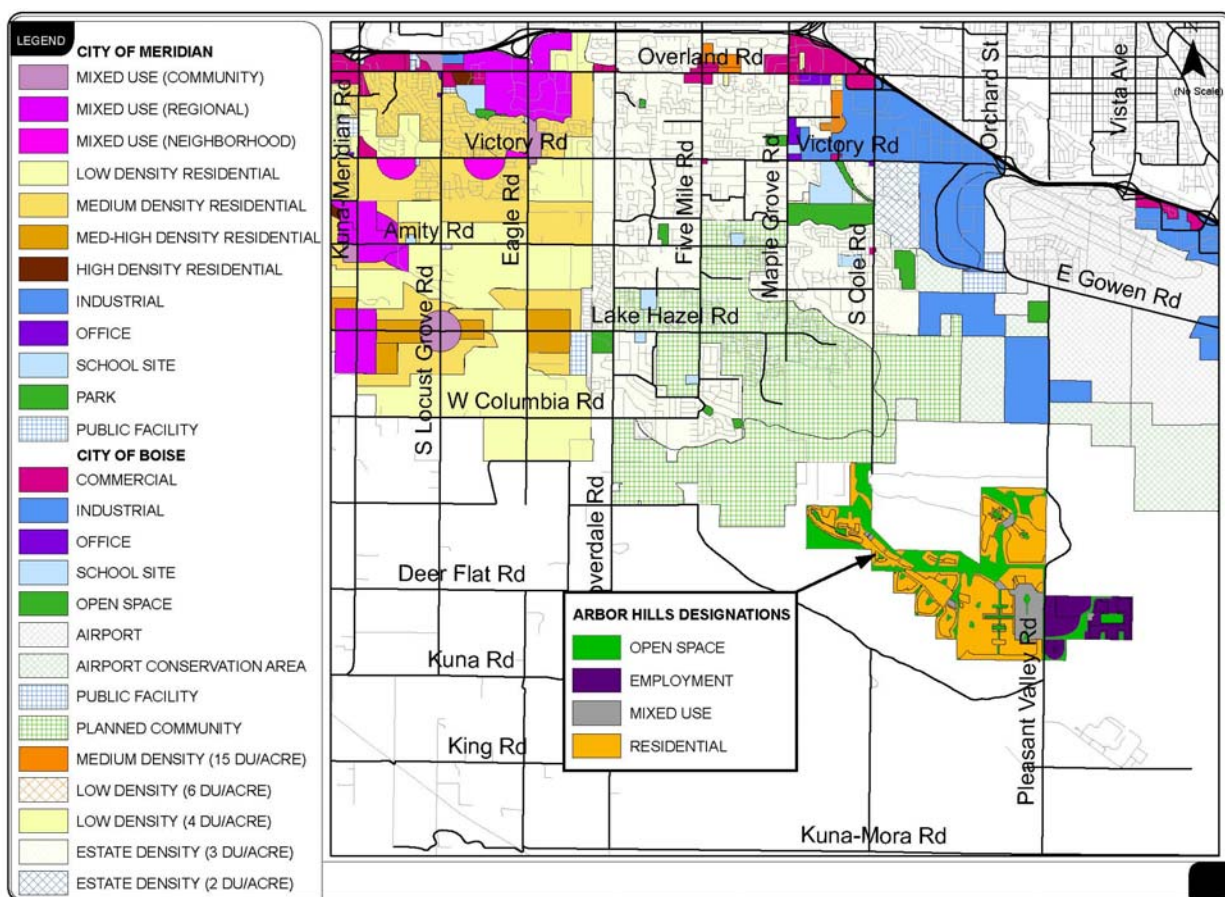 LEGEND
CITY OF MERIDIAN
MIXED USE (COMMUNITY)
MIXED USE (REGIONAL)
MIXED USE (NEIGHBORHOOD)
LOW DENSITY RESIDENTIAL
MEDIUM DENSITY RESIDENTIAL
MED-HIGH DENSITY RESIDENTIAL
HIGH DENSITY RESIDENTIAL
INDUSTRIAL
OFFICE
SCHOOL SITE
PARK
PUBLIC FACILITY
CITY OF BOISE
COMMERCIAL
INDUSTRIAL
OFFICE
SCHOOL SITE
OPEN SPACE
AIRPORT
AIRPORT CONSERVATION AREA
PUBLIC FACILITY
PLANNED COMMUNITY
MEDIUM DENSITY (15 DU/ACRE)
LOW DENSITY (6 DU/ACRE)
LOW DENSITY (4 DU/ACRE)
ESTATE DENSITY (3 DU/ACRE)
ESTATE DENSITY (2 DU/ACRE)
Overland Rd
(No Scale)
Kuna-Meridian Rd
Victory Rd
Eagle Rd
Five Mile Rd
Maple Grove Rd
Victory Rd
Orchard St
Vista Ave
Amity Rd
S Locust Grove Rd
Lake Hazel Rd
S Cole Rd
E Gowen Rd
W Columbia Rd
Overdale Rd
Deer Flat Rd
Kuna Rd
King Rd
Pleasant Valley Rd
Kuna-Mora Rd
ARBOR HILLS DESIGNATIONS
OPEN SPACE
EMPLOYMENT
MIXED USE
RESIDENTIAL